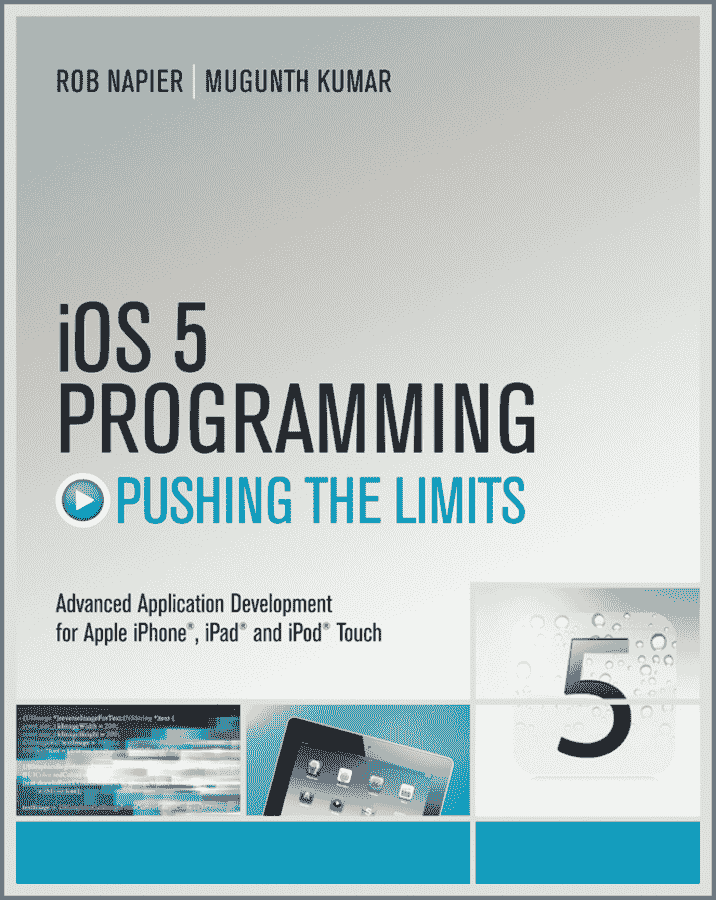 ROB NAPIER | MUGUNTH KUMAR
iOS 5
PROGRAMMING
PUSHING THE LIMITS
Advanced Application Development
for Apple iPhone®, iPad® and iPod® Touch
5